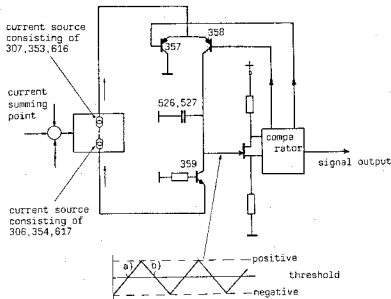 current source
consisting of
307,353,616
357
358
current
summing
point
526,527
359
compa
rator
signal output
current source
consisting of
306,354,617
positive
a)
b)
threshold
negative